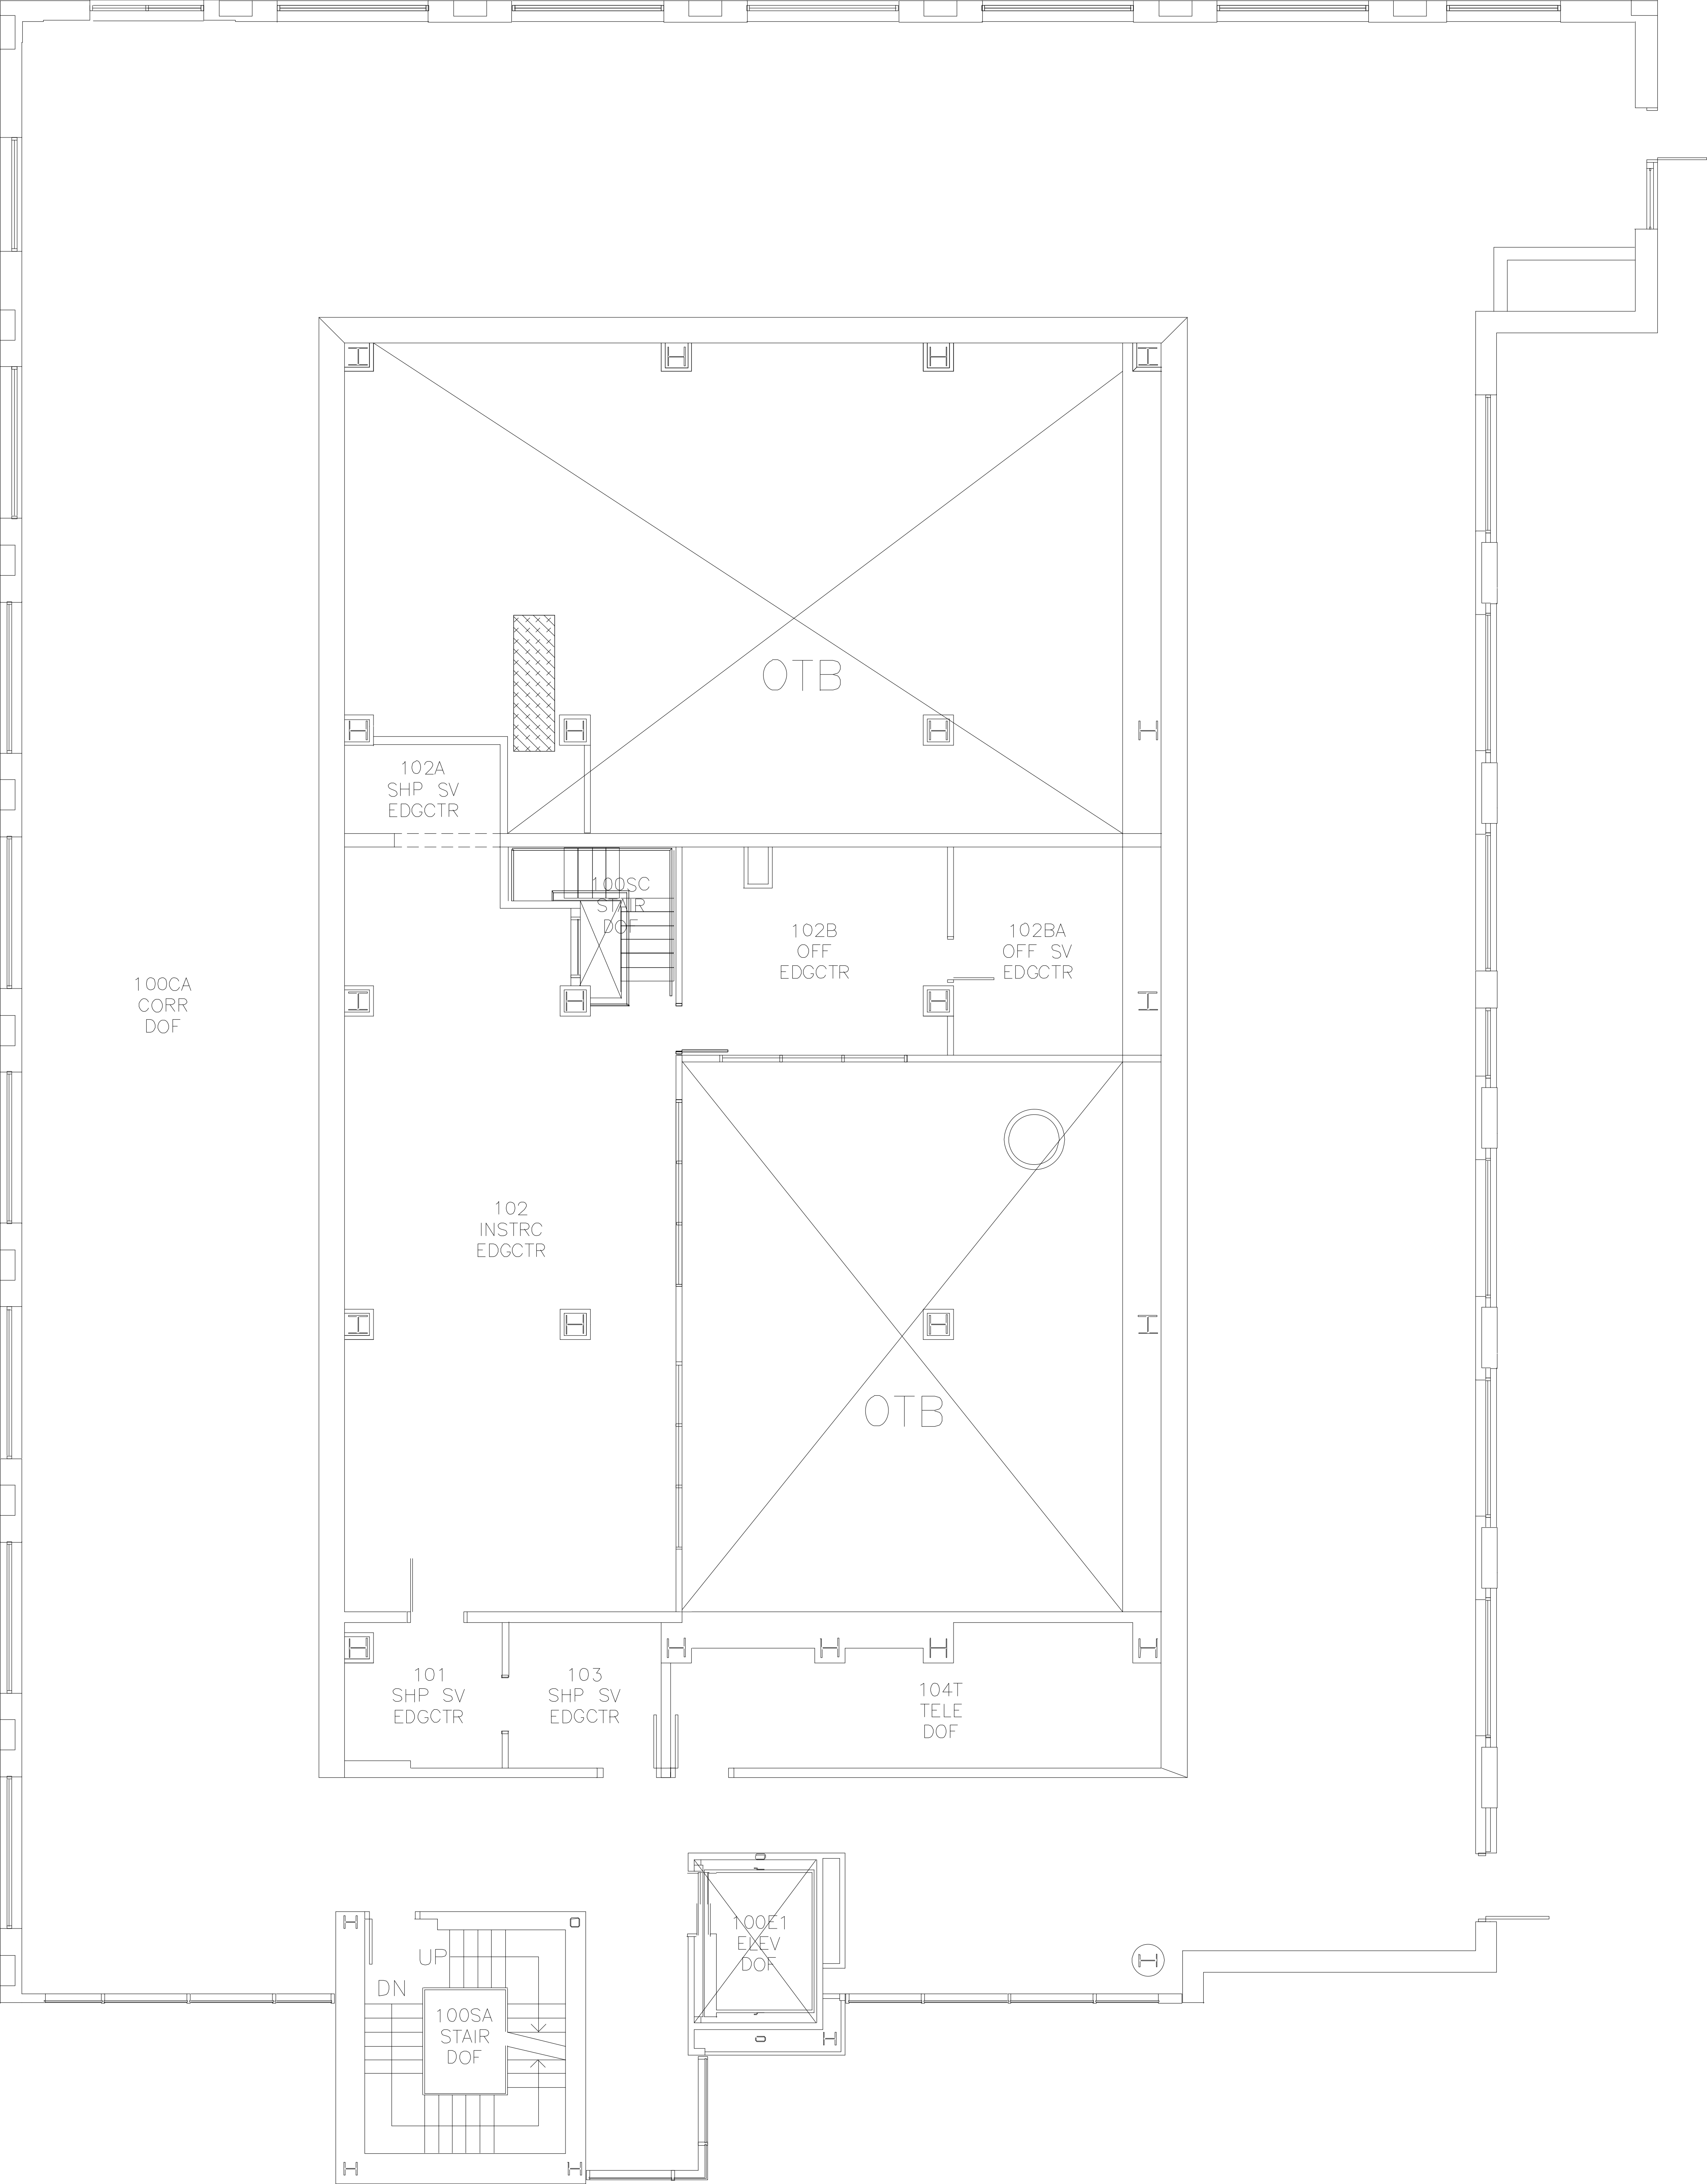 OTB
102A
SHP SV
EDGCTR
100SC
STAIR
DOF
102B
OFF
EDGCTR
102BA
OFF SV
EDGCTR
100CA
CORR
DOF
102
INSTRC
EDGCTR
OTB
101
SHP SV
EDGCTR
103
SHP SV
EDGCTR
104T
TELE
DOF
100E1
ELEV
DOF
UP
DN
100SA
STAIR
DOF